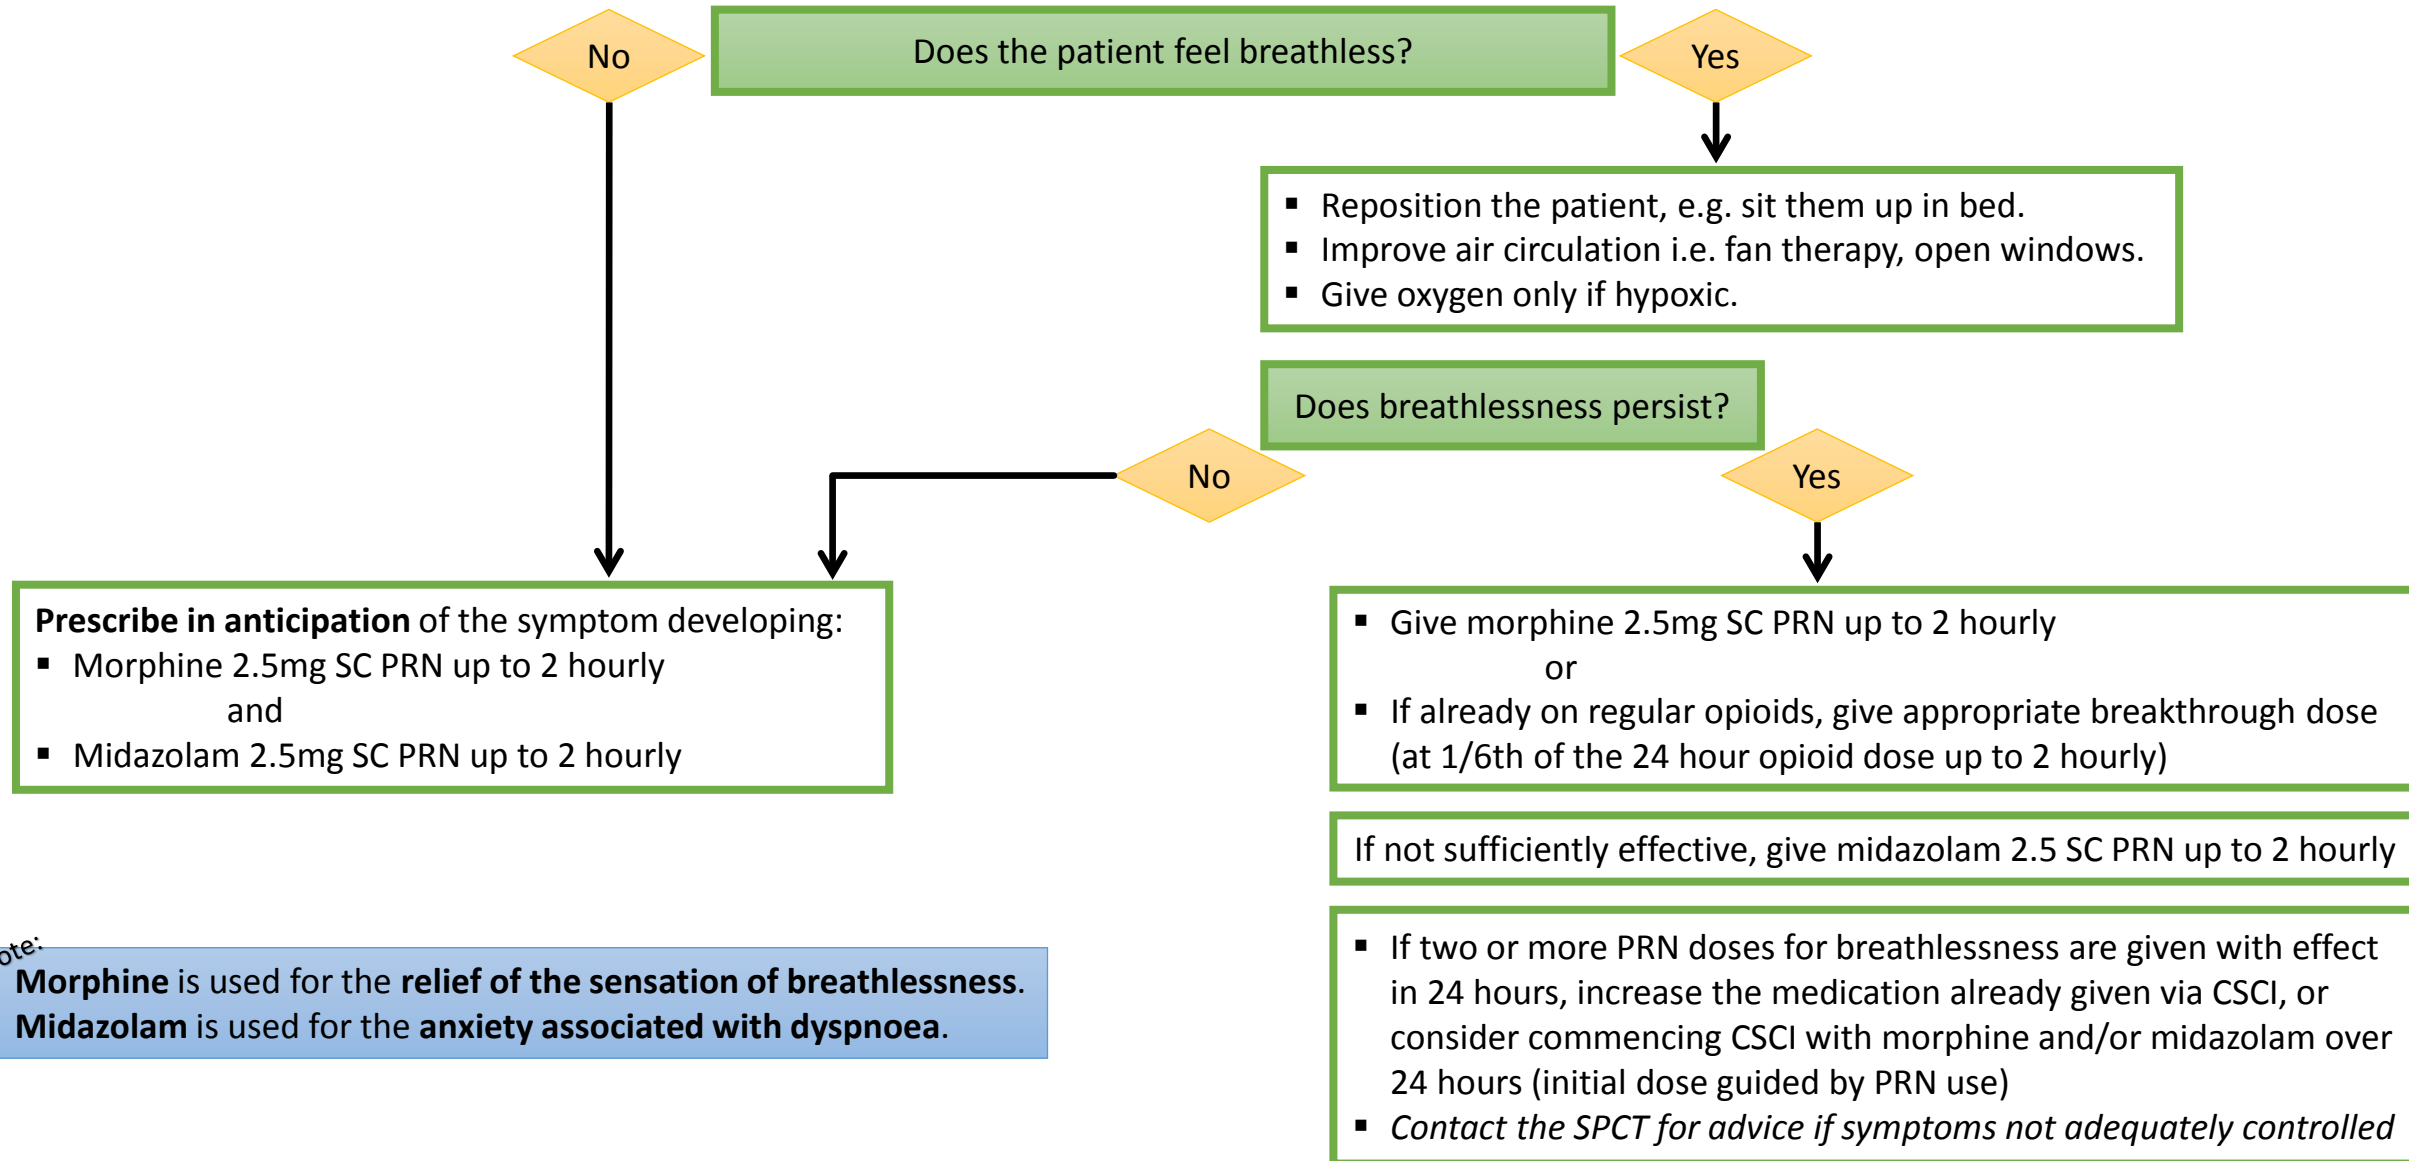 Does the patient feel breathless?
No
Yes
▪ Reposition the patient, e.g. sit them up in bed.
▪ Improve air circulation i.e. fan therapy, open windows.
▪ Give oxygen only if hypoxic.
Does breathlessness persist?
No
Yes
Prescribe in anticipation of the symptom developing:
▪ Morphine 2.5mg SC PRN up to 2 hourly
and
▪ Midazolam 2.5mg SC PRN up to 2 hourly
▪ Give morphine 2.5mg SC PRN up to 2 hourly
or
▪ If already on regular opioids, give appropriate breakthrough dose
(at 1/6th of the 24 hour opioid dose up to 2 hourly)
If not sufficiently effective, give midazolam 2.5 SC PRN up to 2 hourly
▪ If two or more PRN doses for breathlessness are given with effect
in 24 hours, increase the medication already given via CSCI, or
consider commencing CSCI with morphine and/or midazolam over
24 hours (initial dose guided by PRN use)
▪ Contact the SPCT for advice if symptoms not adequately controlled
ote:
Morphine is used for the relief of the sensation of breathlessness.
Midazolam is used for the anxiety associated with dyspnoea.